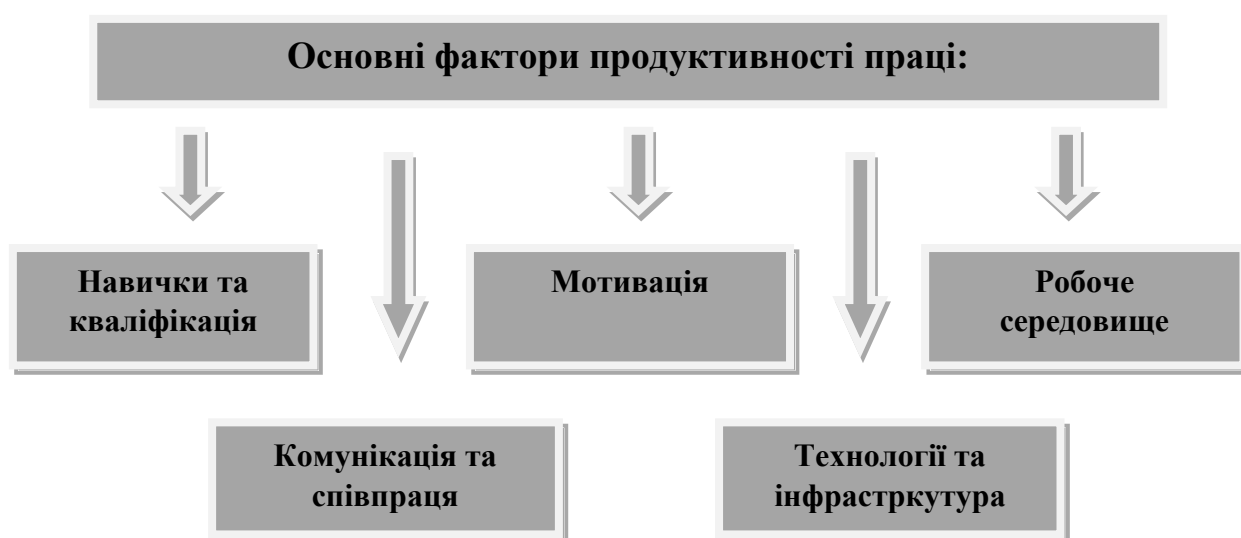 Основні фактори продуктивності праці:
Навички та
кваліфікація
Мотивація
Робоче
середовище
Комунікація та
співпраця
Технології та
інфрастркутура